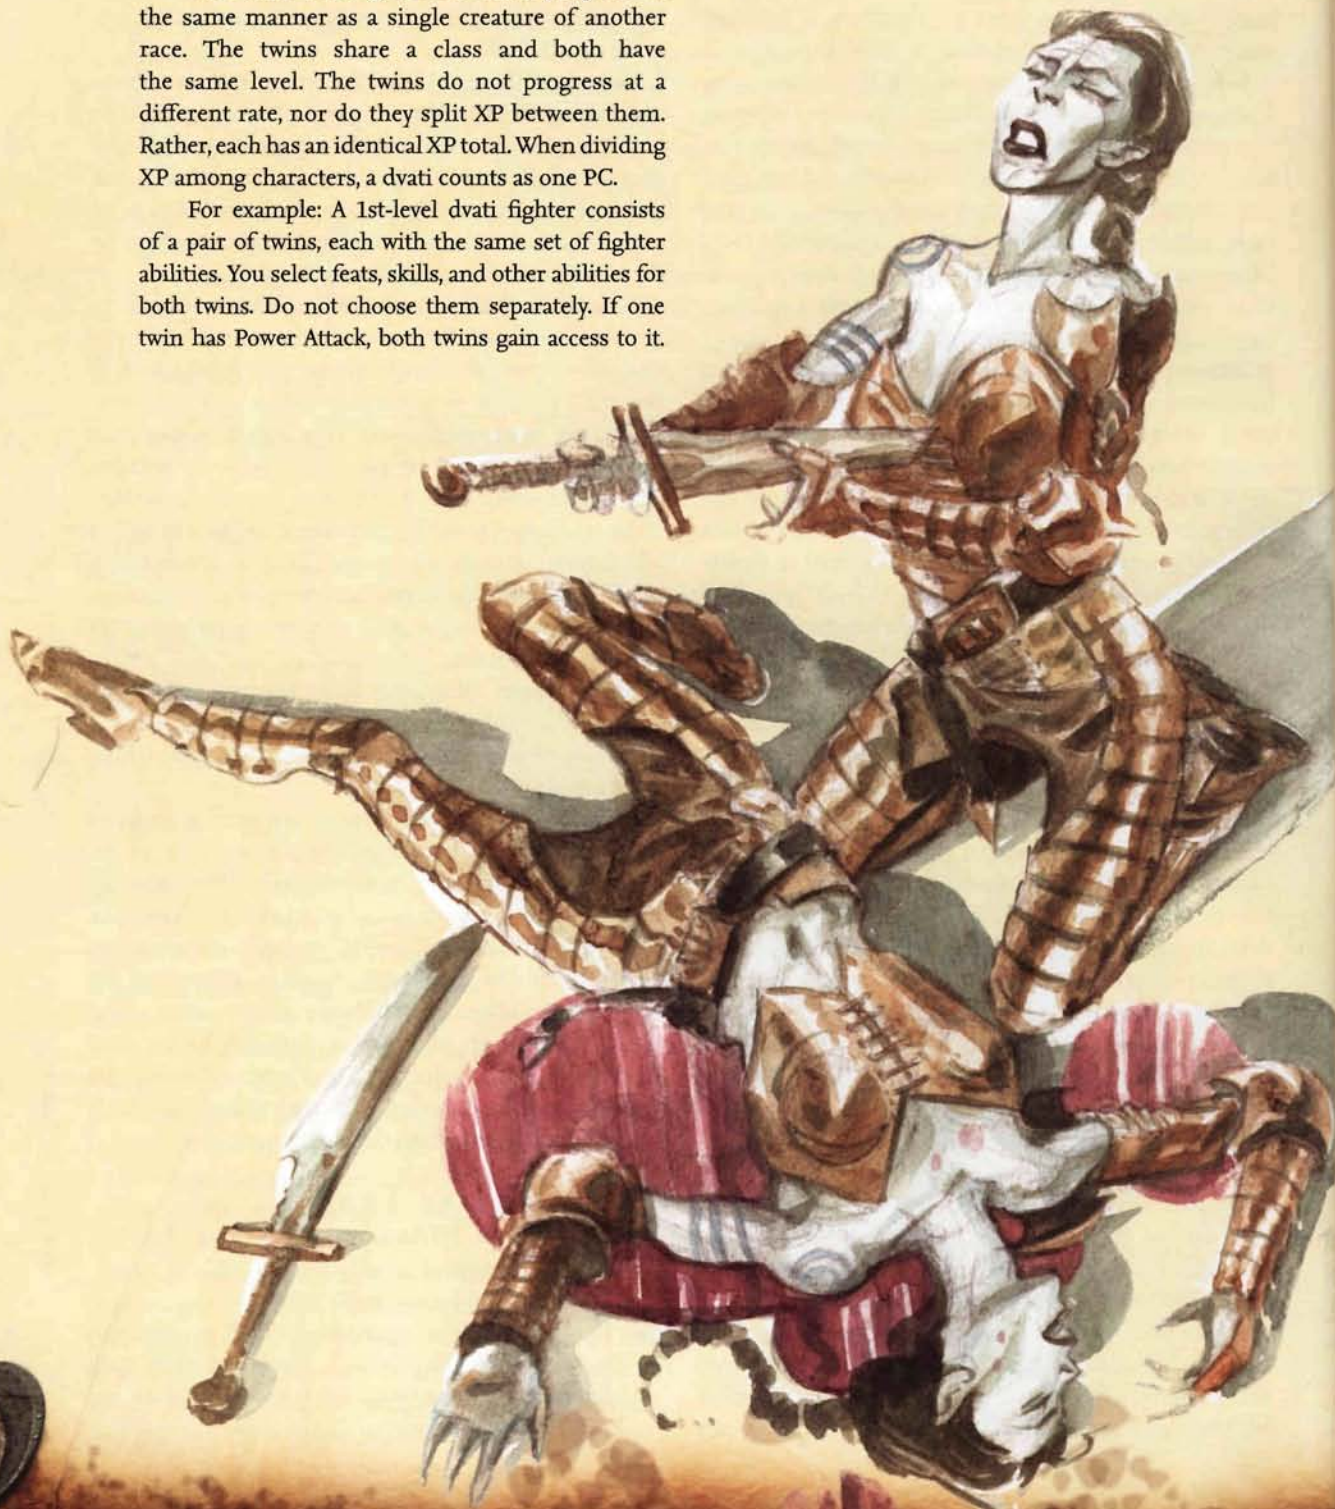 the same manner as a single creature of another
race. The twins share a class and both have
the same level. The twins do not progress at a
different rate, nor do they split XP between them.
Rather, each has an identical XP total. When dividing
XP among characters, a dvati counts as one PC.
For example: A 1st-level dvati fighter consists
of a pair of twins, each with the same set of fighter
abilities. You select feats, skills, and other abilities for
both twins. Do not choose them separately. If one
twin has Power Attack, both twins gain access to it.